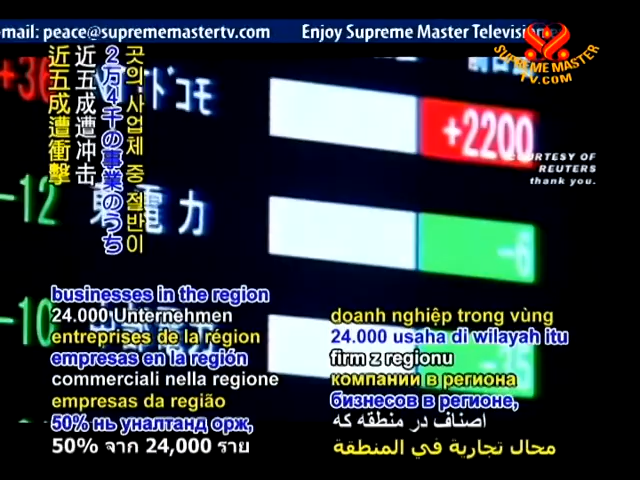 -mail: peace@suprememastertv.com Enjoy Supreme Master Television
SUPREME MASTER
TV.COM
곳의 사업체 중 절반이
2万4千の事業のうち
近五成遭冲击
近五成遭衝擊
ドコモ
+2200
COURTESY OF
REUTERS
thank you.
-12
電力
-6
-10
businesses in the region
24.000 Unternehmen
entreprises de la région
empresas en la región
commerciali nella regione
empresas da região
50% нь уналтанд орж,
50% จาก 24,000 ราย
doanh nghiệp trong vùng
24.000 usaha di wilayah itu
firm z regionu
компании в региона
бизнесов в регионе,
اصناف در منطقه که
محال تجارية في المنطقة